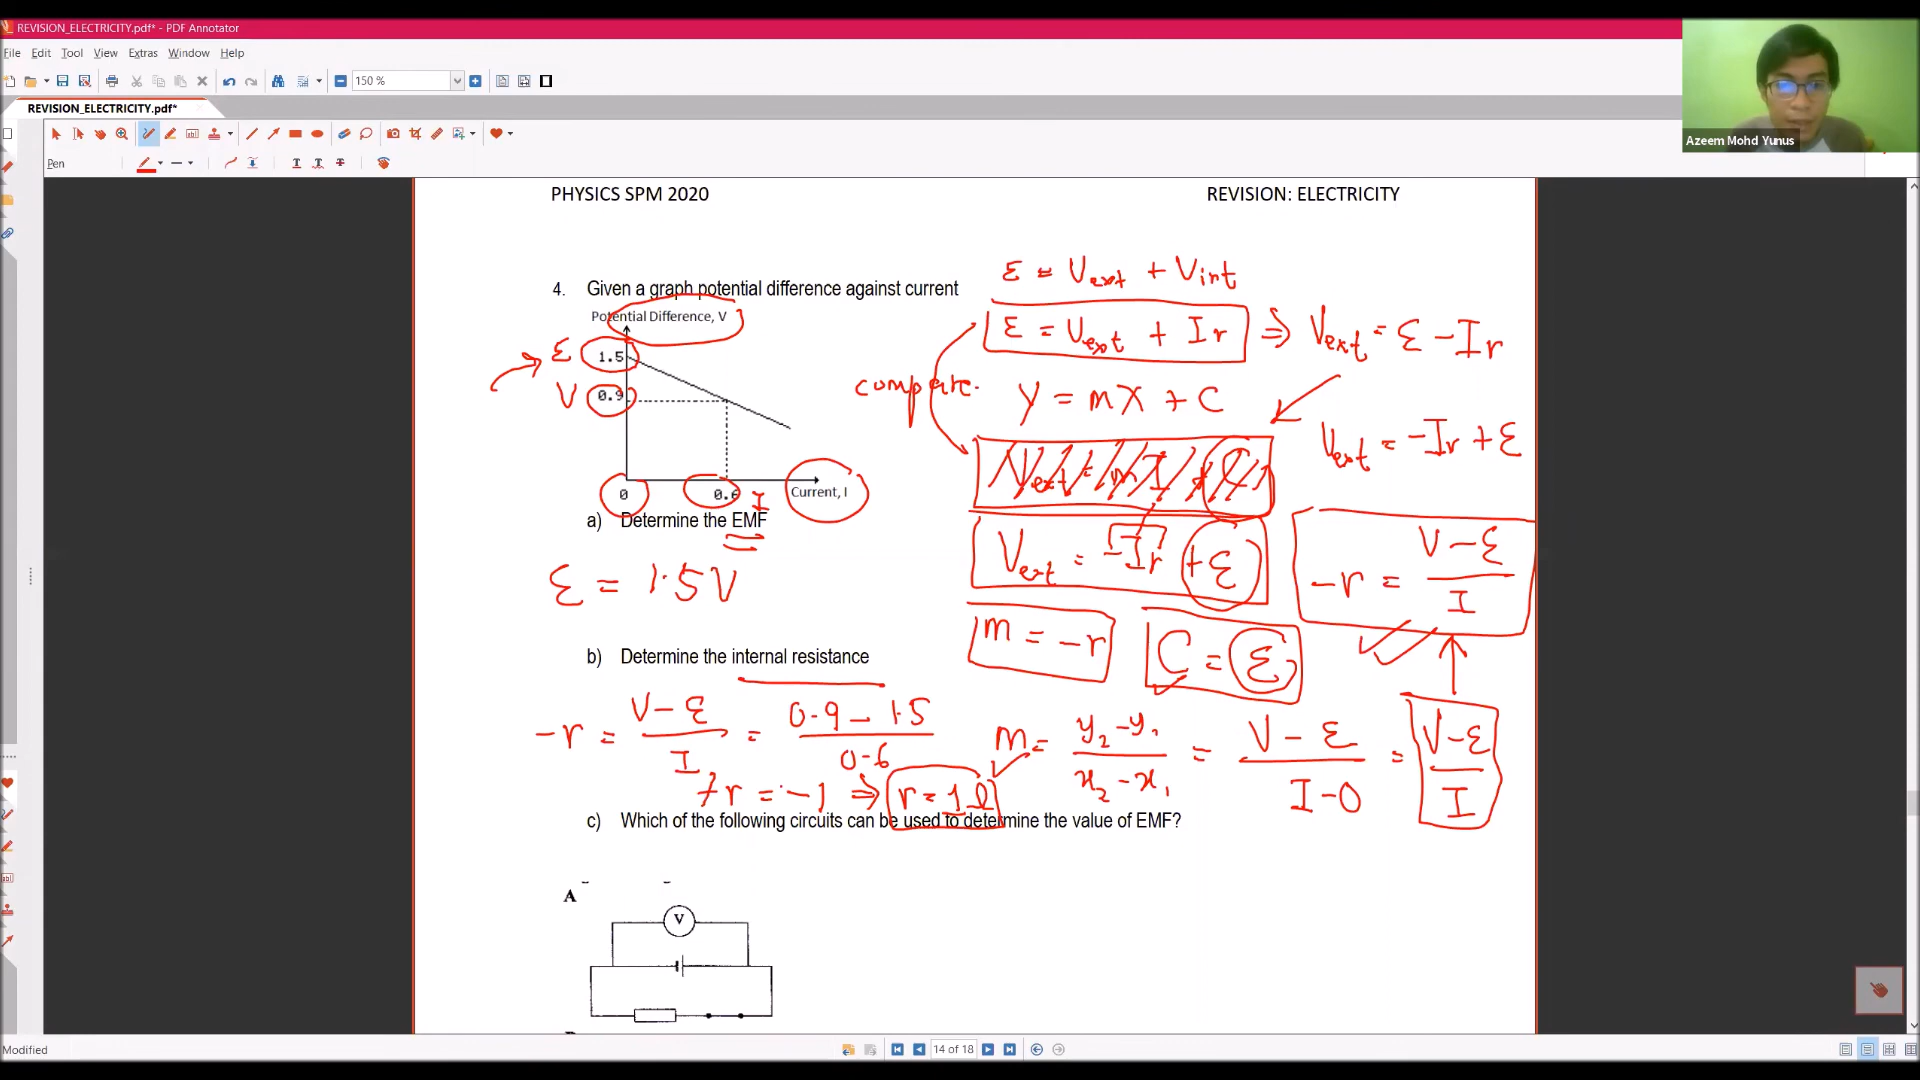 REVISION_ELECTRICITY.pdf* - PDF Annotator
File Edit Tool View Extras Window Help
150 %
REVISION_ELECTRICITY.pdf*
Pen
Azeem Mohd Yunus
PHYSICS SPM 2020 REVISION: ELECTRICITY
4. Given a graph potential difference against current
Potential Difference, V
ε 1.5
V 0.9
0 0.6 I Current, I
ε = Vext + Vint
ε = Vext + Ir ⇒ Vext = ε - Ir
compare.
Y = mX + C
Vext = -Ir + ε
Vext = mI + C
Vext = -Ir + ε
-r = V - ε / I
m = -r C = ε
a) Determine the EMF
ε = 1.5V
b) Determine the internal resistance
-r = V - ε / I = 0.9 - 1.5 / 0.6
m = y2 - y1 / x2 - x1 = V - ε / I - 0 = V - ε / I
+r = -1 ⇒ r = 1Ω
c) Which of the following circuits can be used to determine the value of EMF?
A
V
Modified
14 of 18